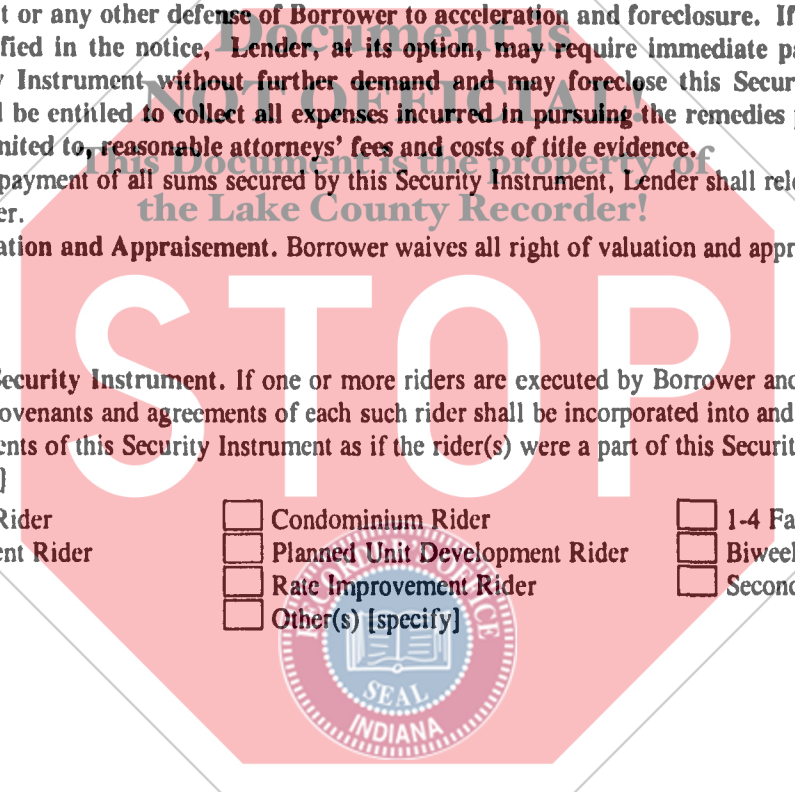 t or any other defense of Borrower to acceleration and foreclosure. If
fied in the notice, Lender, at its option, may require immediate pa
y Instrument without further demand and may foreclose this Securi
l be entitled to collect all expenses incurred in pursuing the remedies p
nited to, reasonable attorneys' fees and costs of title evidence.
payment of all sums secured by this Security Instrument, Lender shall rele
er.
ation and Appraisement. Borrower waives all right of valuation and appr
Security Instrument. If one or more riders are executed by Borrower and
ovenants and agreements of each such rider shall be incorporated into and
ents of this Security Instrument as if the rider(s) were a part of this Securit
]
Rider Condominium Rider 1-4 Fa
ent Rider Planned Unit Development Rider Biweek
Rate Improvement Rider Second
Other(s) [specify]
Document is
NOT OFFICIAL!
This Document is the property of
the Lake County Recorder!
STOP
RECORDER'S OFFICE
SEAL
INDIANA